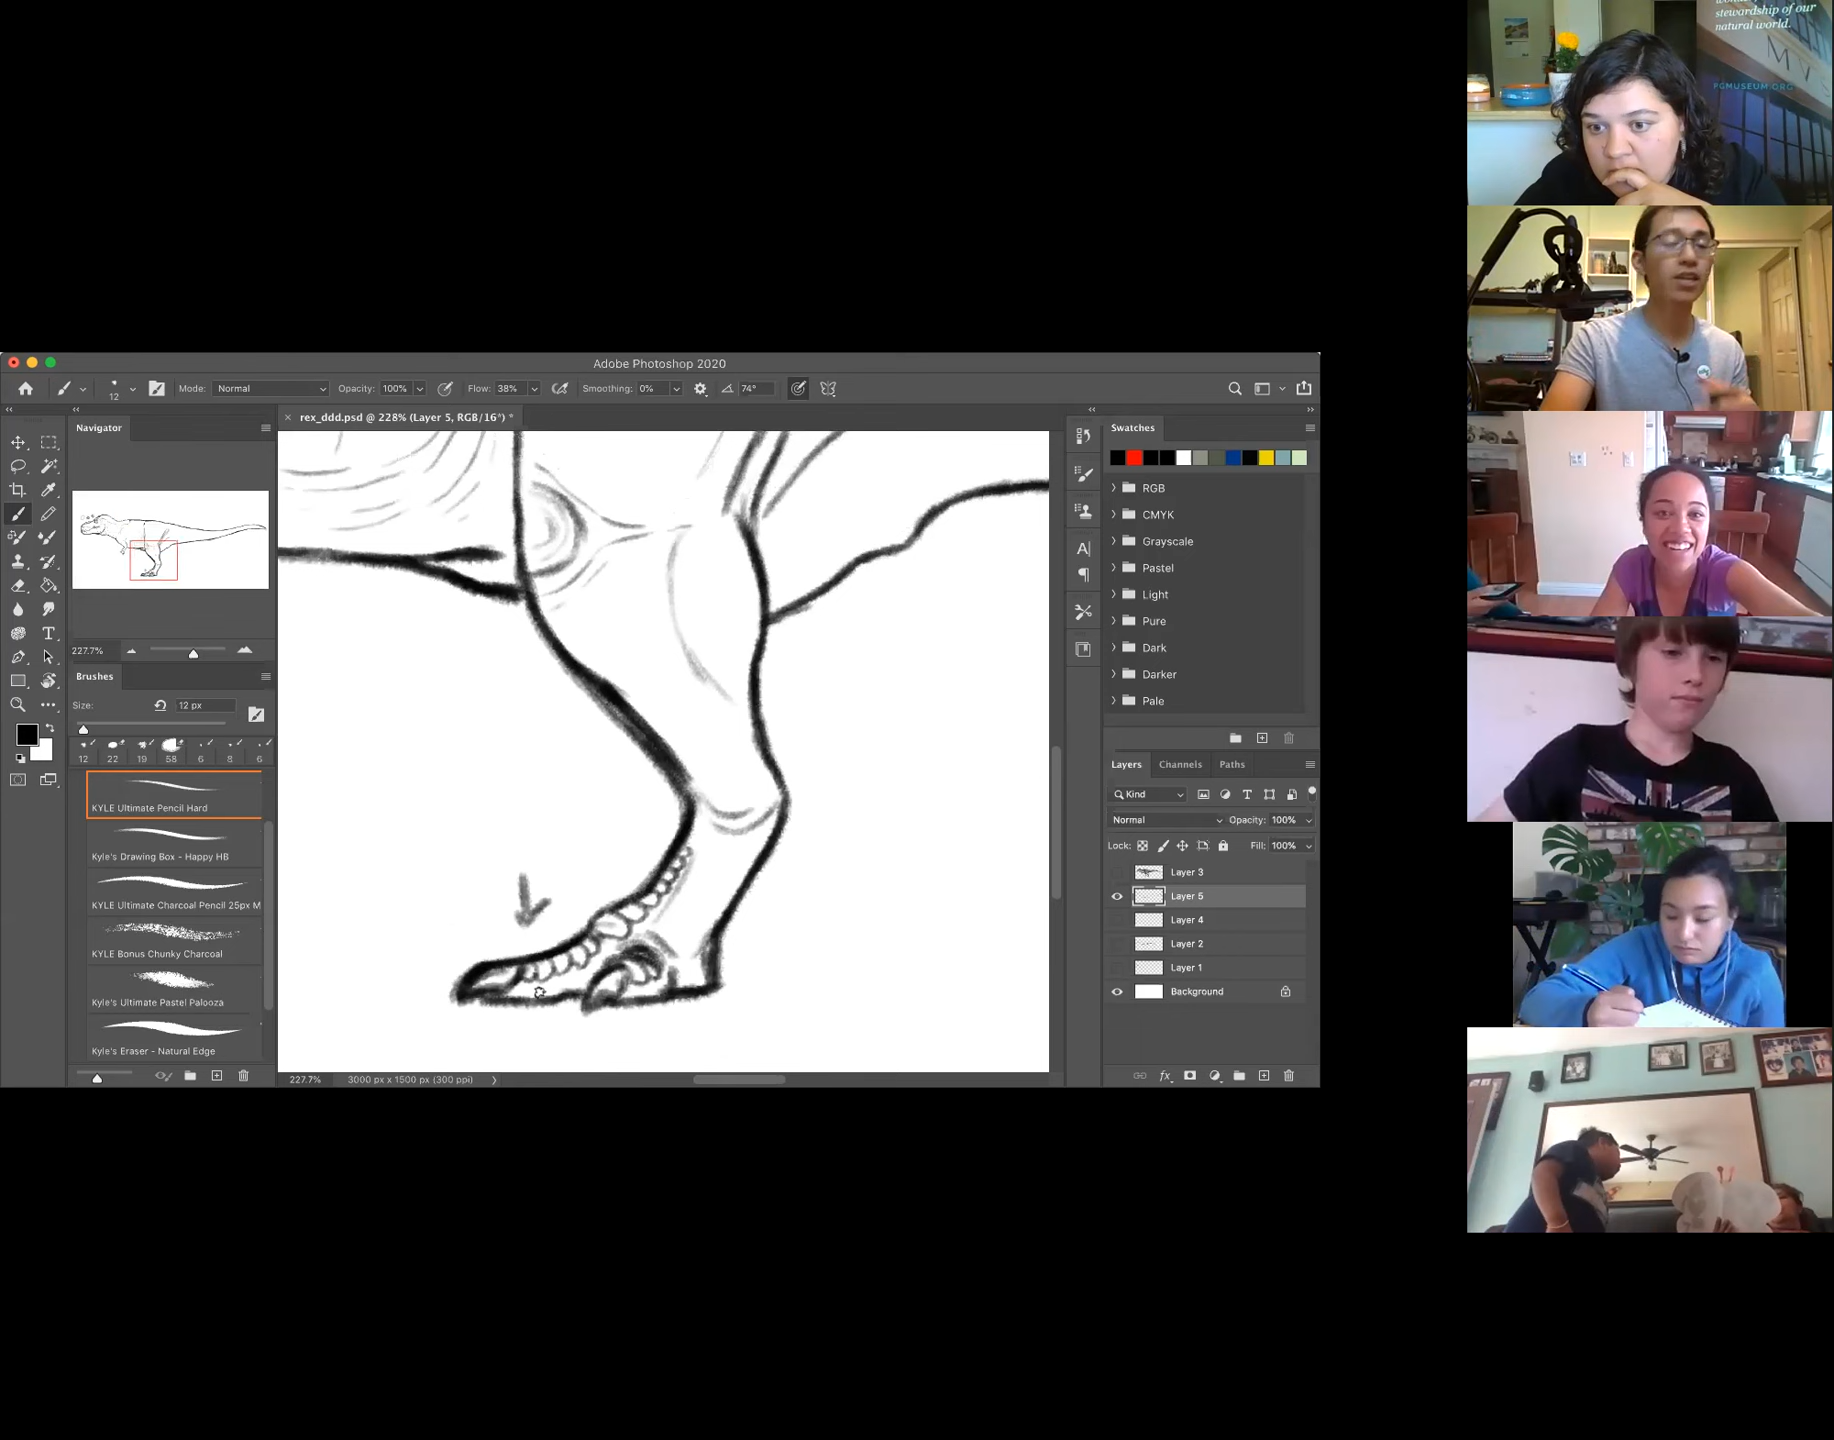 stewardship of our
natural world.
PGMUSEUM.ORG
Adobe Photoshop 2020
12
Mode: Normal
Opacity: 100%
Flow: 38%
Smoothing: 0%
74°
rex_ddd.psd @ 228% (Layer 5, RGB/16*) *
Navigator
227.7%
Brushes
Size:
12 px
12 22 19 58 6 8 6
KYLE Ultimate Pencil Hard
Kyle's Drawing Box - Happy HB
KYLE Ultimate Charcoal Pencil 25px M
KYLE Bonus Chunky Charcoal
Kyle's Ultimate Pastel Palooza
Kyle's Eraser - Natural Edge
227.7%
3000 px x 1500 px (300 ppi)
Swatches
RGB
CMYK
Grayscale
Pastel
Light
Pure
Dark
Darker
Pale
Layers Channels Paths
Kind
Normal
Opacity: 100%
Lock:
Fill: 100%
Layer 3
Layer 5
Layer 4
Layer 2
Layer 1
Background
fx